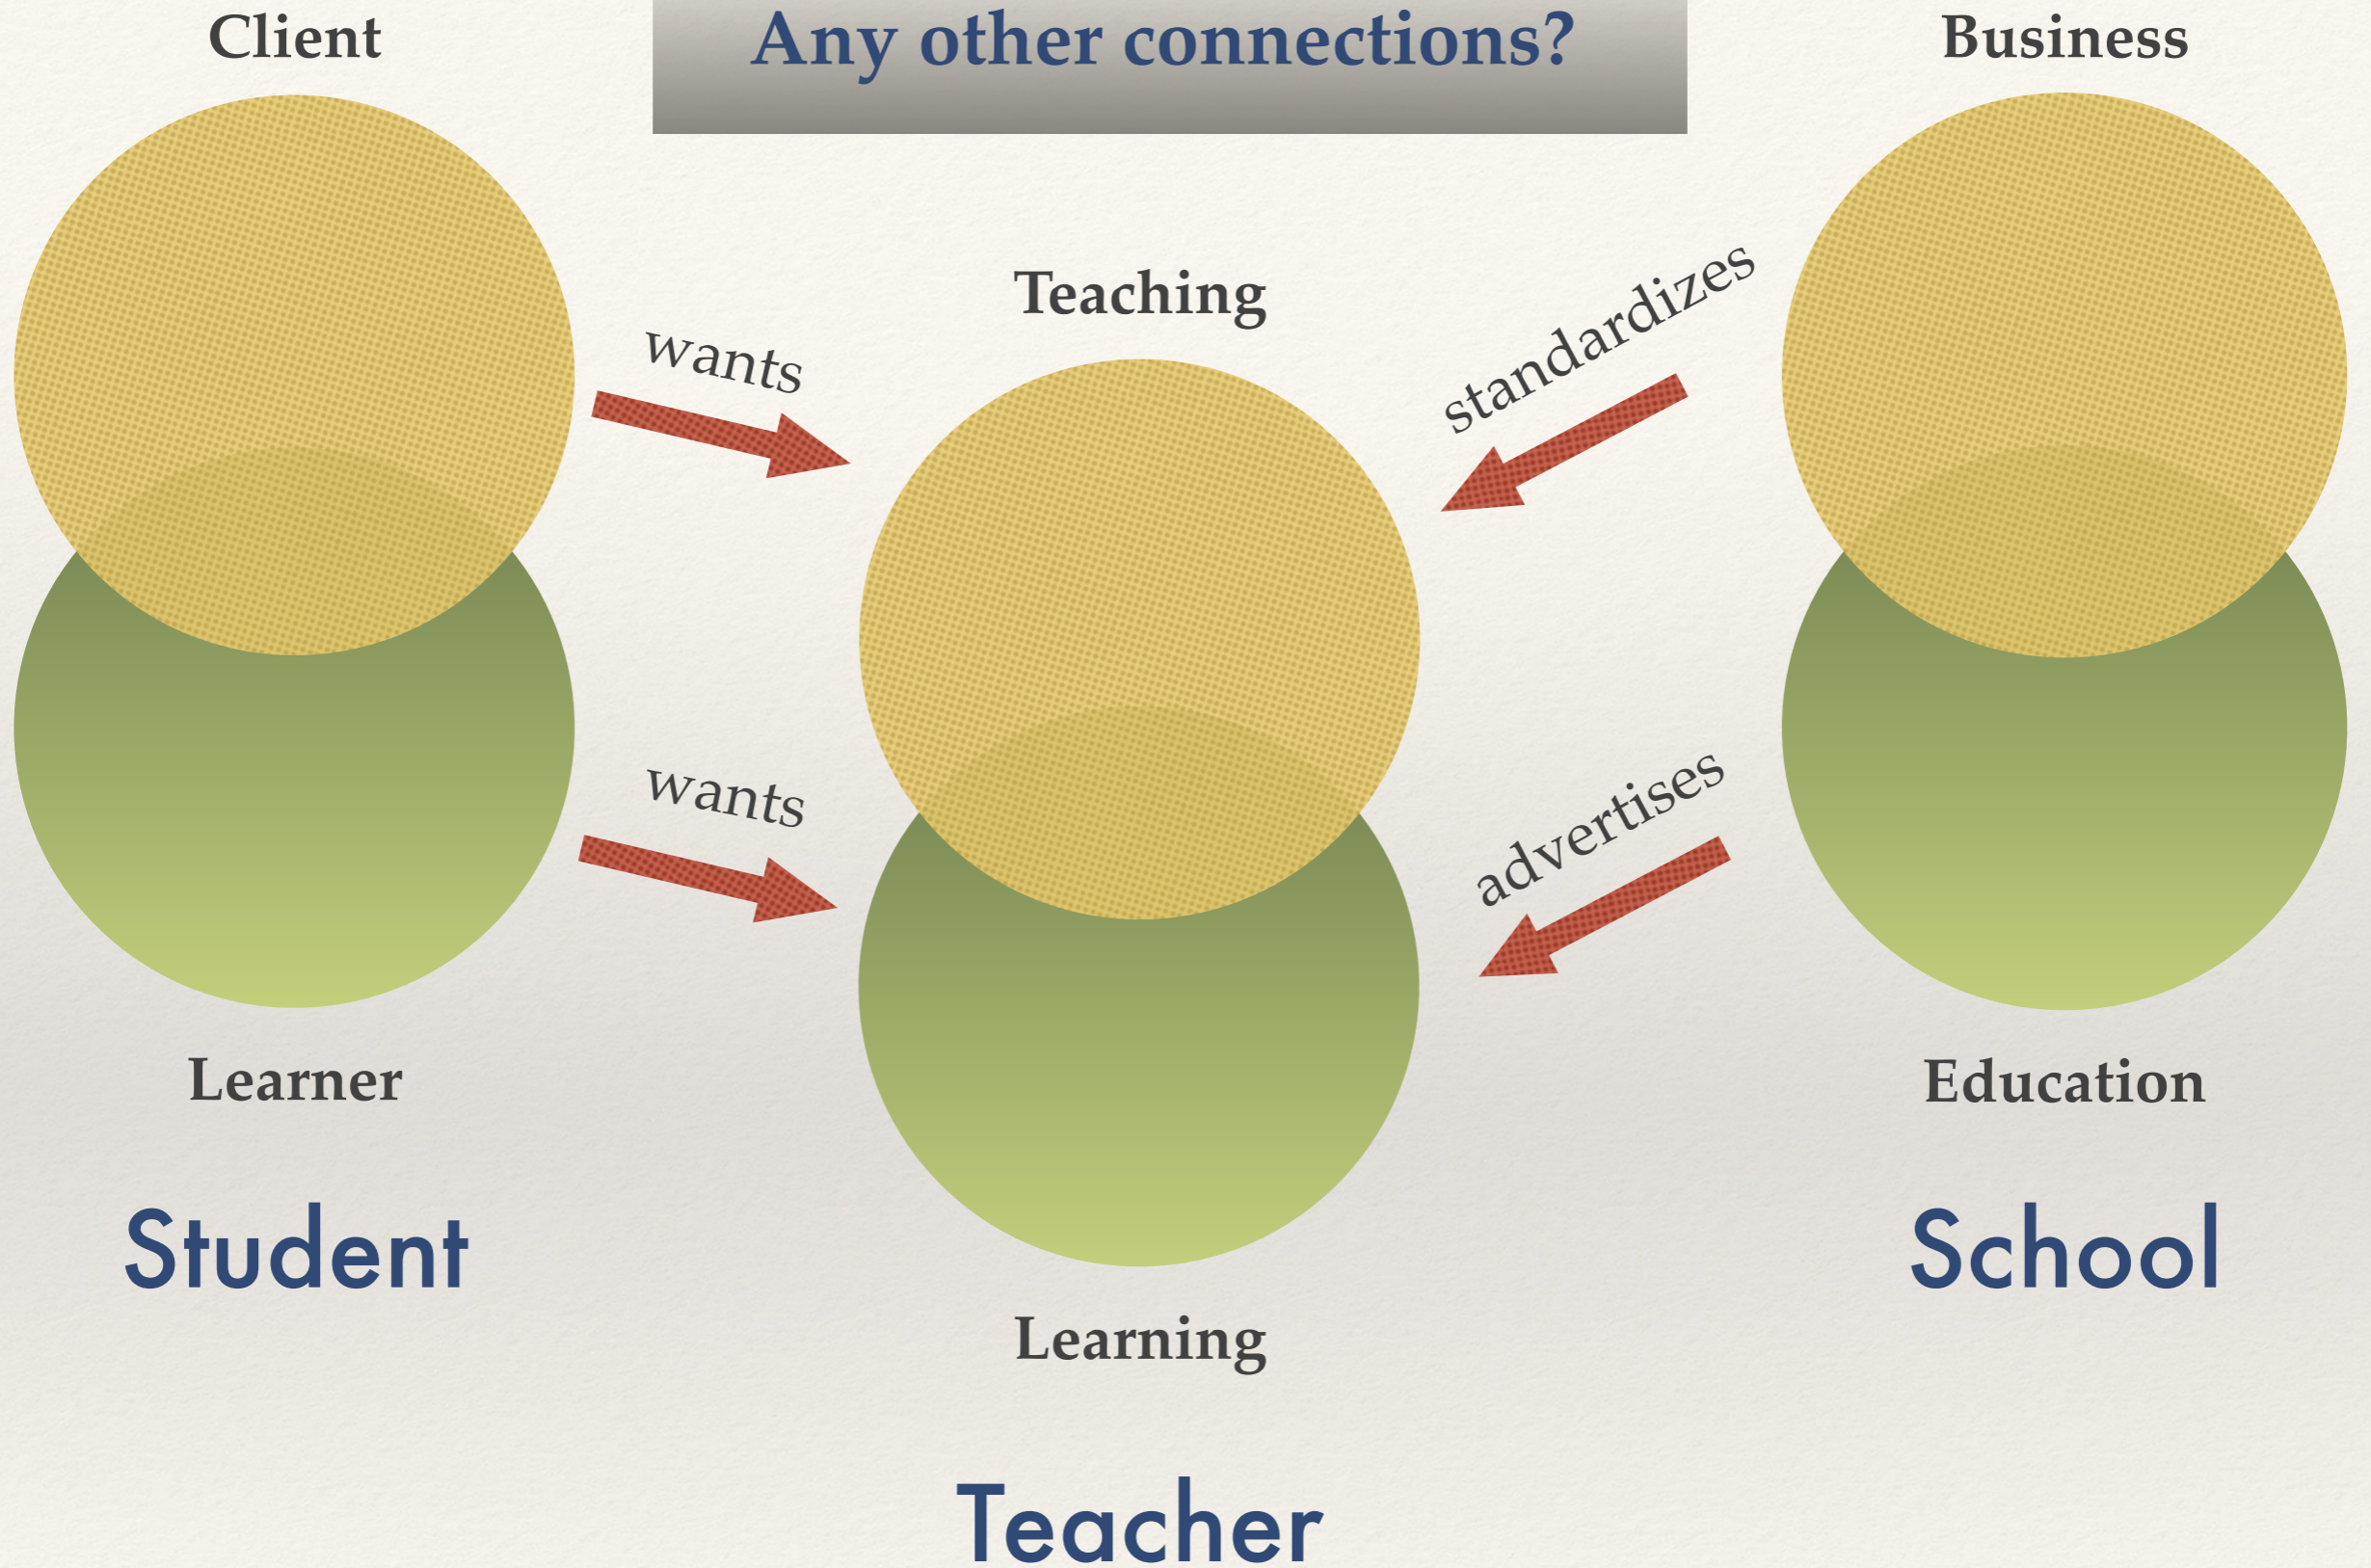 Client
Any other connections?
Business
Teaching
wants
standardizes
wants
advertises
Learner
Education
Student
School
Learning
Teacher